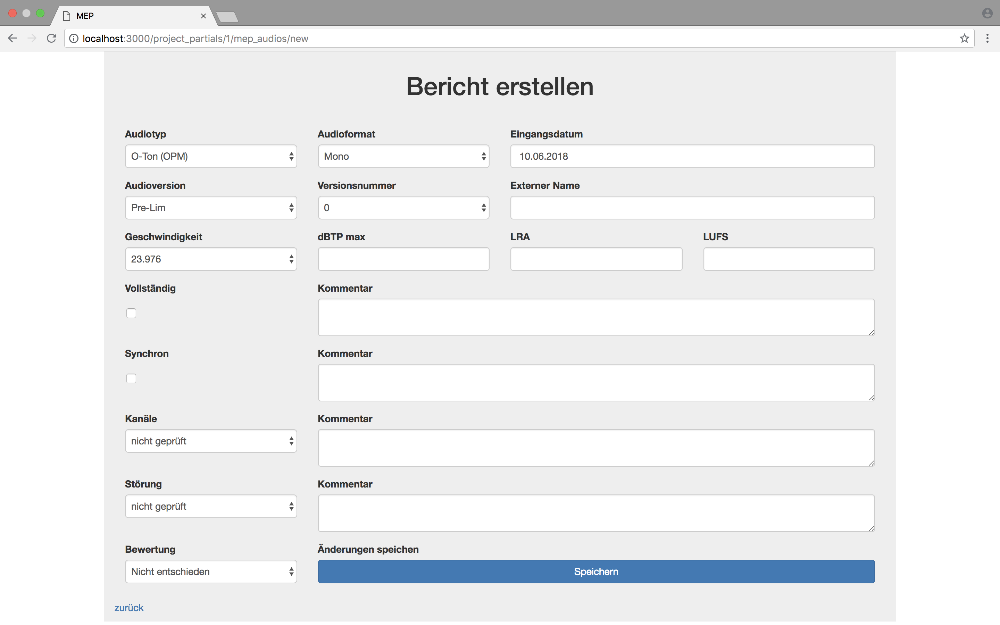 MEP
localhost:3000/project_partials/1/mep_audios/new
Bericht erstellen
Audiotyp Audioformat Eingangsdatum
O-Ton (OPM) Mono 10.06.2018
Audioversion Versionsnummer Externer Name
Pre-Lim 0
Geschwindigkeit dBTP max LRA LUFS
23.976
Vollständig Kommentar
Synchron Kommentar
Kanäle Kommentar
nicht geprüft
Störung Kommentar
nicht geprüft
Bewertung Änderungen speichen
Nicht entschieden Speichern
zurück